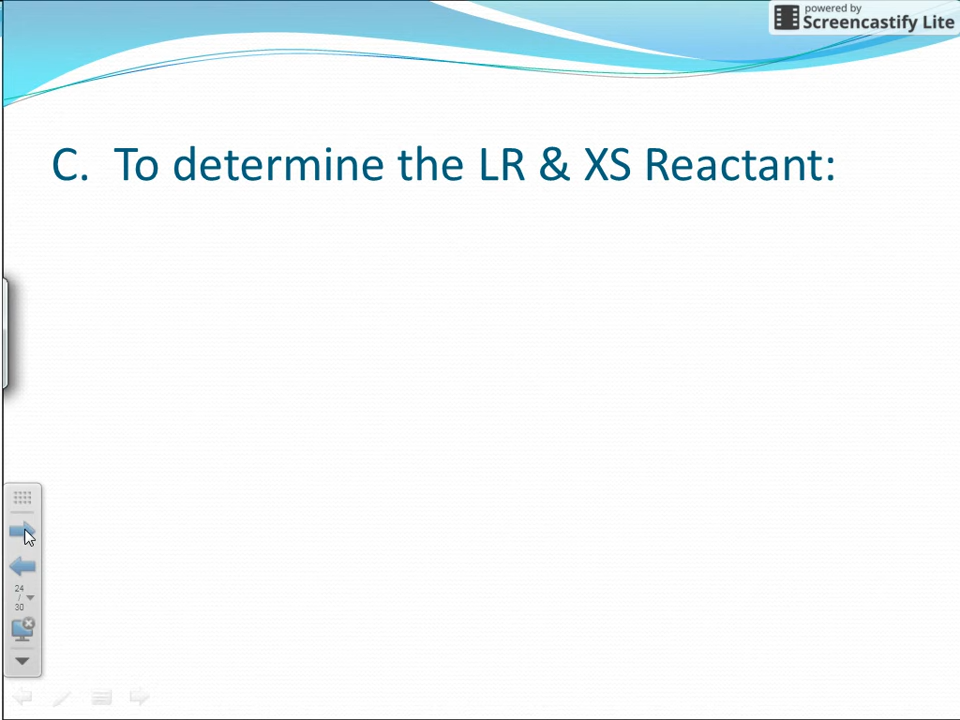 powered by
Screencastify Lite
C. To determine the LR & XS Reactant:
24
/
30